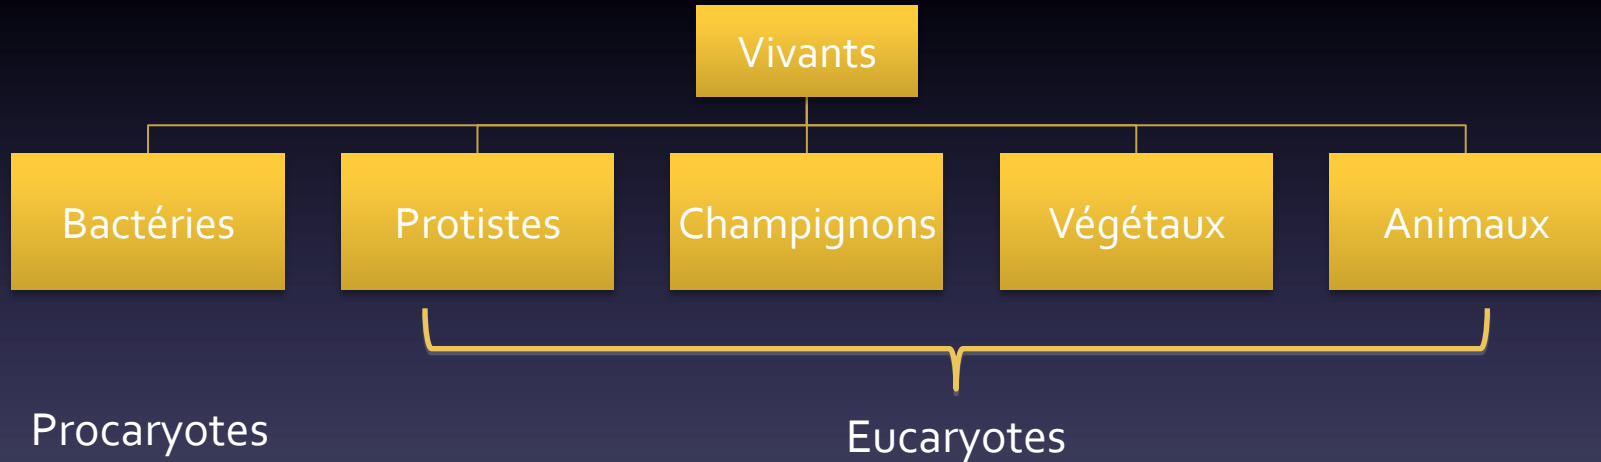 Vivants
Bactéries
Protistes
Champignons
Végétaux
Animaux
Procaryotes
Eucaryotes